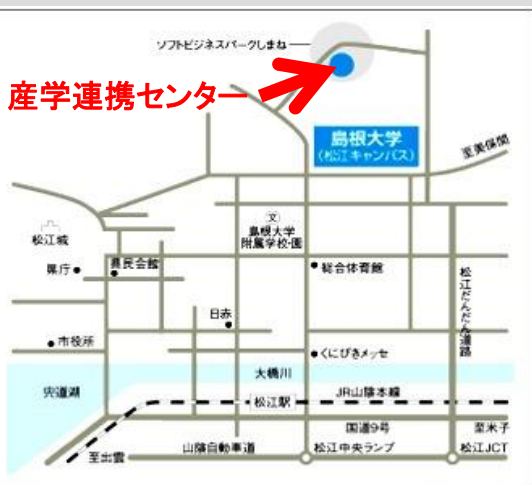 ソフトビジネスパークしまね
産学連携センター
島根大学
(松江キャンパス)
至美保関
文
島根大学
附属学校・園
松江城
県庁
県民会館
総合体育館
松江だんだん道路
日赤
市役所
くにびきメッセ
大橋川
宍道湖
松江駅
JR山陰本線
国道9号
至米子
至出雲
山陰自動車道
松江中央ランプ
松江JCT